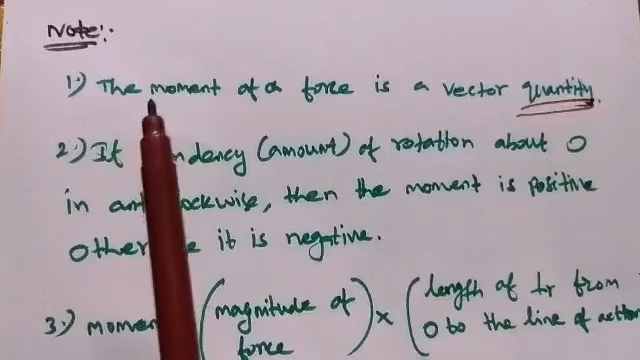 Note:-
1.) The moment of a force is a vector quantity.
2.) If ndency (amount) of rotation about O
in an ockwise, then the moment is positive
Other e it is negative.
3.) momen (magnitude of force) × (length of ⊥r from O to the line of action